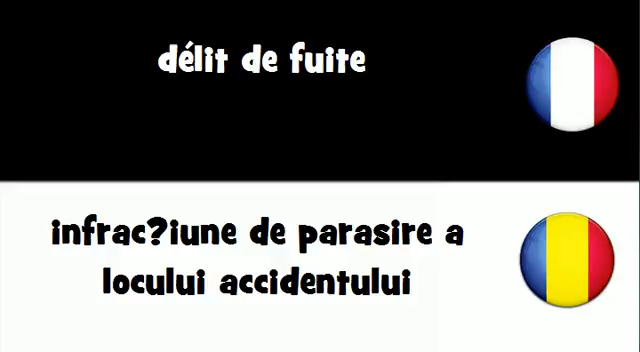 délit de fuite
infrac?iune de parasire a
locului accidentului